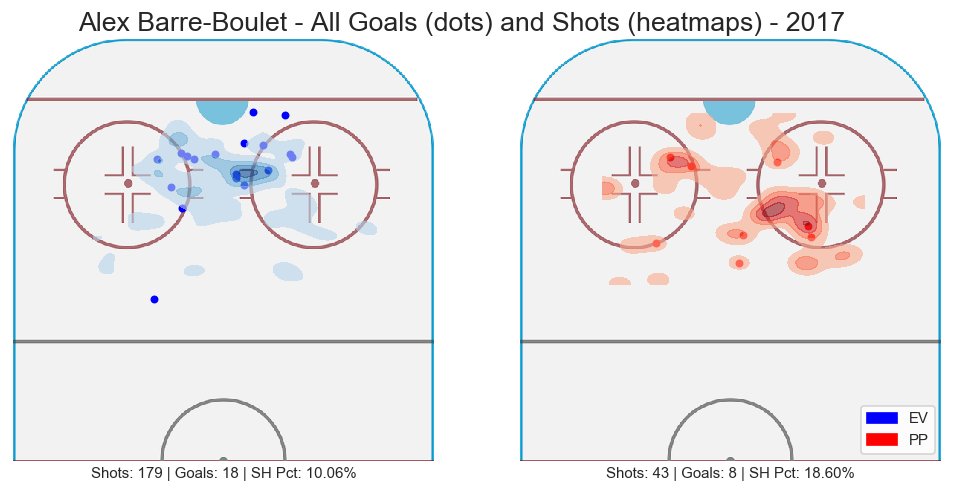 Alex Barre-Boulet - All Goals (dots) and Shots (heatmaps) - 2017
EV
PP
Shots: 179 | Goals: 18 | SH Pct: 10.06%
Shots: 43 | Goals: 8 | SH Pct: 18.60%